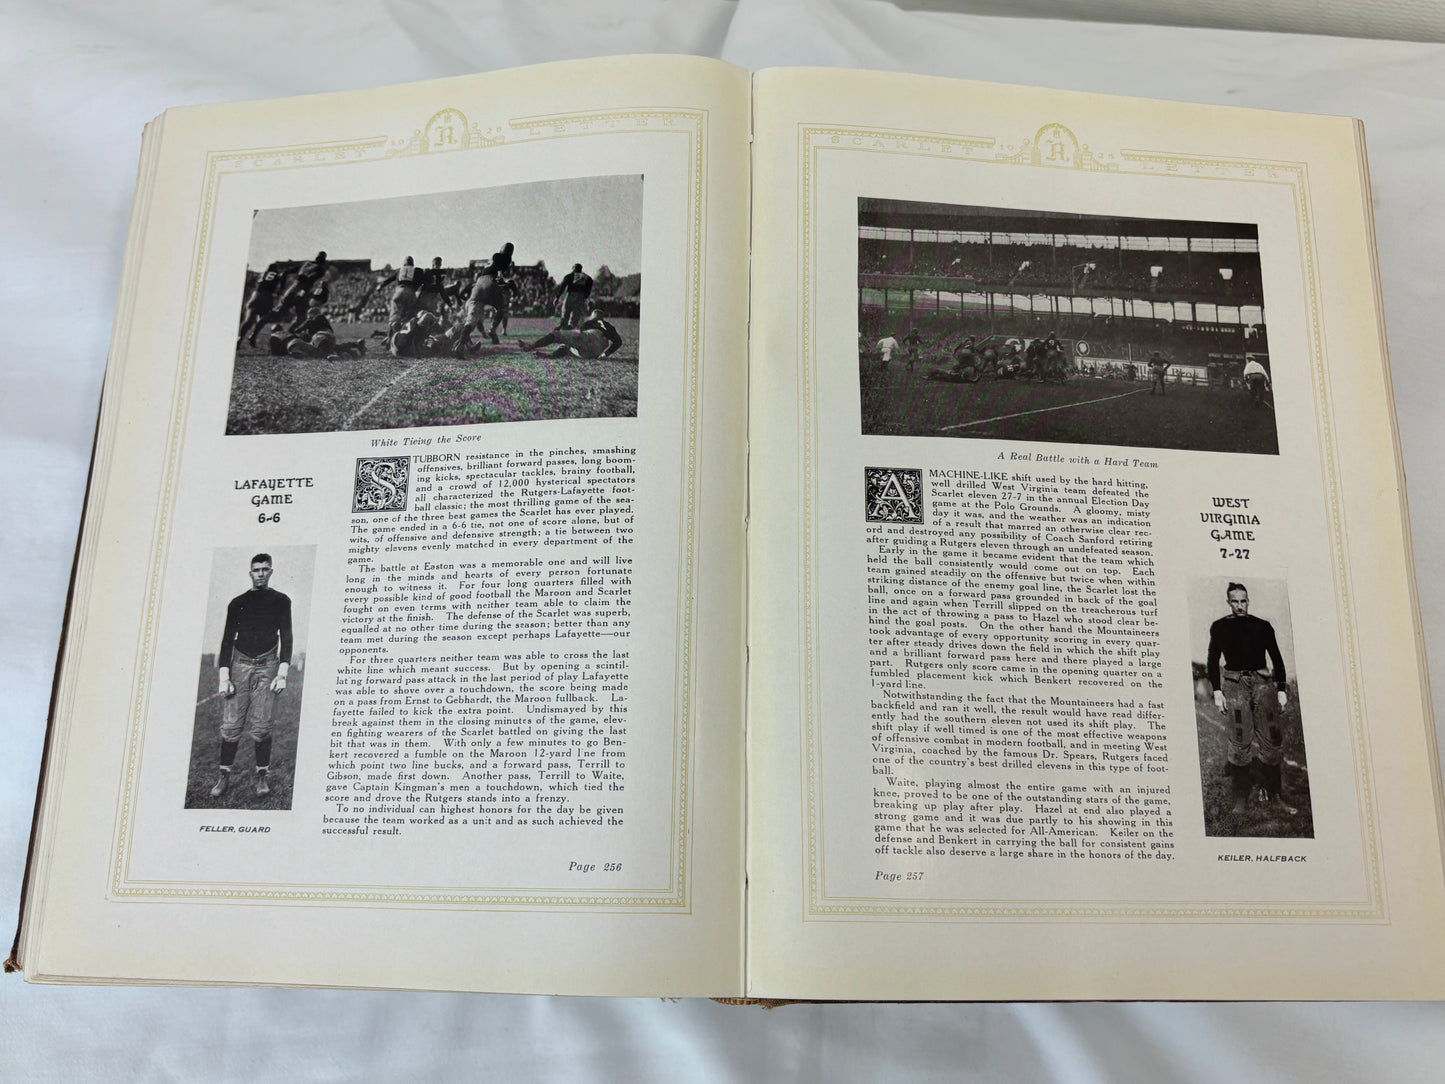 SCARLET 1925 LETTER
R
White Tieing the Score
LAFAYETTE
GAME
6-6
STUBBORN resistance in the pinches, smashing
offensives, brilliant forward passes, long boom-
ing kicks, spectacular tackles, brainy football,
and a crowd of 12,000 hysterical spectators
all characterized the Rutgers-Lafayette foot-
ball classic; the most thrilling game of the sea-
son, one of the three best games the Scarlet has ever played.
The game ended in a 6-6 tie, not one of score alone, but of
wits, of offensive and defensive strength; a tie between two
mighty elevens evenly matched in every department of the
game.
The battle at Easton was a memorable one and will live
long in the minds and hearts of every person fortunate
enough to witness it. For four long quarters filled with
every possible kind of good football the Maroon and Scarlet
fought on even terms with neither team able to claim the
victory at the finish. The defense of the Scarlet was superb,
equalled at no other time during the season; better than any
team met during the season except perhaps Lafayette—our
opponents.
For three quarters neither team was able to cross the last
white line which meant success. But by opening a scintil-
lating forward pass attack in the last period of play Lafayette
was able to shove over a touchdown, the score being made
on a pass from Ernst to Gebhardt, the Maroon fullback. La-
fayette failed to kick the extra point. Undismayed by this
break against them in the closing minutes of the game, elev-
en fighting wearers of the Scarlet battled on giving the last
bit that was in them. With only a few minutes to go Ben-
kert recovered a fumble on the Maroon 12-yard line from
which point two line bucks, and a forward pass, Terrill to
Gibson, made first down. Another pass, Terrill to Waite,
gave Captain Kingman's men a touchdown, which tied the
score and drove the Rutgers stands into a frenzy.
To no individual can highest honors for the day be given
because the team worked as a unit and as such achieved the
successful result.
FELLER, GUARD
Page 256
SCARLET 1925 LETTER
R
A Real Battle with a Hard Team
A MACHINE-LIKE shift used by the hard hitting,
well drilled West Virginia team defeated the
Scarlet eleven 27-7 in the annual Election Day
game at the Polo Grounds. A gloomy, misty
day it was, and the weather was an indication
of a result that marred an otherwise clear rec-
ord and destroyed any possibility of Coach Sanford retiring
after guiding a Rutgers eleven through an undefeated season.
Early in the game it became evident that the team which
held the ball consistently would come out on top. Each
team gained steadily on the offensive but twice when within
striking distance of the enemy goal line, the Scarlet lost the
ball, once on a forward pass grounded in back of the goal
line and again when Terrill slipped on the treacherous turf
in the act of throwing a pass to Hazel who stood clear be-
hind the goal posts. On the other hand the Mountaineers
took advantage of every opportunity scoring in every quar-
ter after steady drives down the field in which the shift play
and a brilliant forward pass here and there played a large
part. Rutgers only score came in the opening quarter on a
fumbled placement kick which Benkert recovered on the
1-yard line.
Notwithstanding the fact that the Mountaineers had a fast
backfield and ran it well, the result would have read differ-
ently had the southern eleven not used its shift play. The
shift play if well timed is one of the most effective weapons
of offensive combat in modern football, and in meeting West
Virginia, coached by the famous Dr. Spears, Rutgers faced
one of the country's best drilled elevens in this type of foot-
ball.
Waite, playing almost the entire game with an injured
knee, proved to be one of the outstanding stars of the game,
breaking up play after play. Hazel at end also played a
strong game and it was due partly to his showing in this
game that he was selected for All-American. Keiler on the
defense and Benkert in carrying the ball for consistent gains
off tackle also deserve a large share in the honors of the day.
WEST
VIRGINIA
GAME
7-27
KEILER, HALFBACK
Page 257